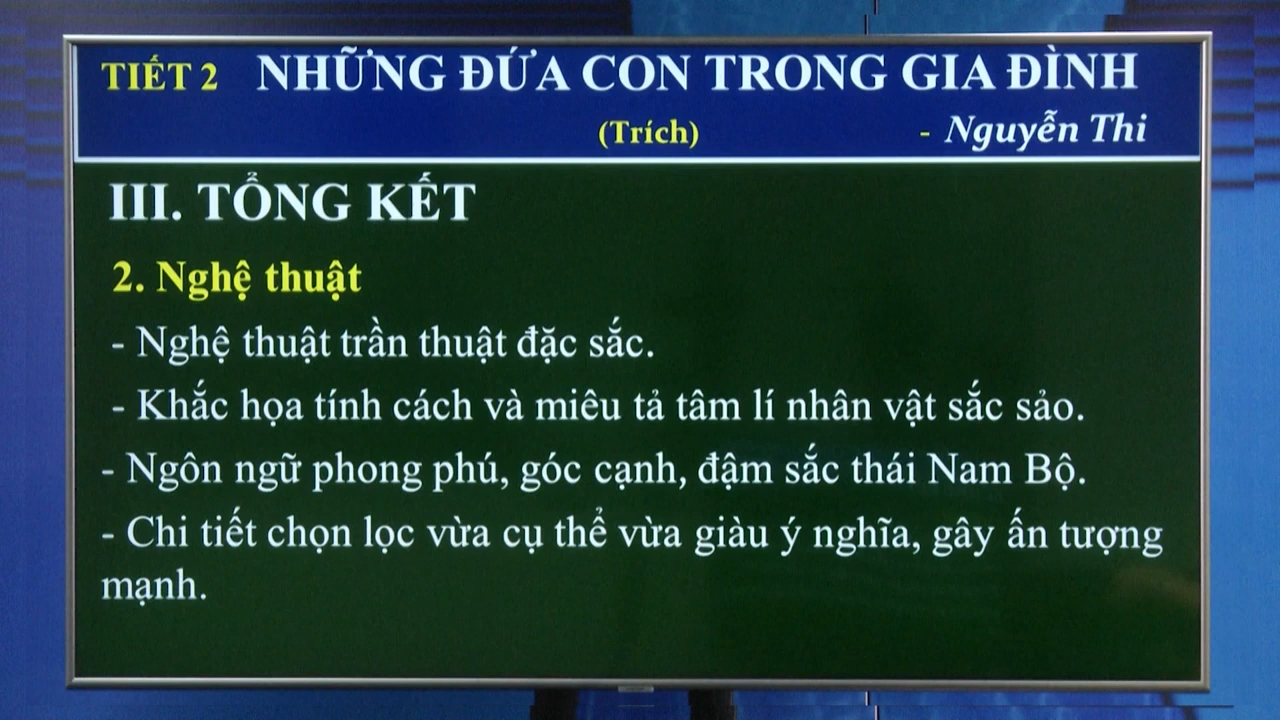 TIẾT 2 NHỮNG ĐỨA CON TRONG GIA ĐÌNH
(Trích) - Nguyễn Thi
III. TỔNG KẾT
2. Nghệ thuật
- Nghệ thuật trần thuật đặc sắc.
- Khắc họa tính cách và miêu tả tâm lí nhân vật sắc sảo.
- Ngôn ngữ phong phú, góc cạnh, đậm sắc thái Nam Bộ.
- Chi tiết chọn lọc vừa cụ thể vừa giàu ý nghĩa, gây ấn tượng
mạnh.